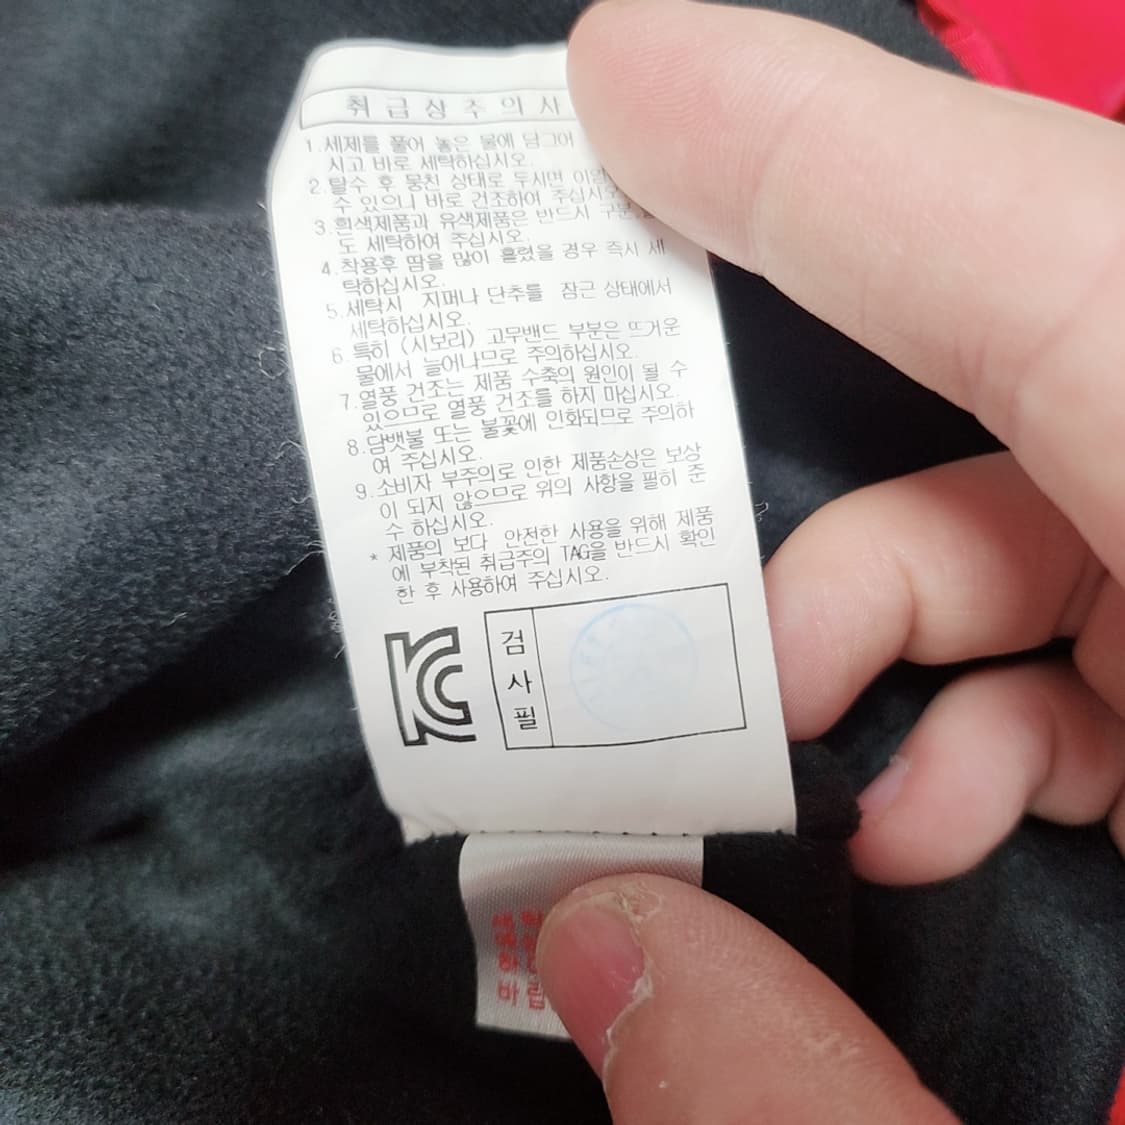 취급상주의사
1.세제를 풀어 놓은 물에 담그어
시고 바로 세탁하십시오.
2.탈수 후 뭉친 상태로 두시면 이염
수 있으니 바로 건조하여 주십시오.
3.흰색제품과 유색제품은 반드시 구분
도 세탁하여 주십시오.
4.착용후 땀을 많이 흘렸을 경우 즉시 세
탁하십시오.
5.세탁시 지퍼나 단추를 잠근 상태에서
세탁하십시오.
6.특히 (시보리) 고무밴드 부분은 뜨거운
물에서 늘어나므로 주의하십시오.
7.열풍 건조는 제품 수축의 원인이 될 수
있으므로 열풍 건조를 하지 마십시오.
8.담뱃불 또는 불꽃에 인화되므로 주의하
여 주십시오.
9.소비자 부주의로 인한 제품손상은 보상
이 되지 않으므로 위의 사항을 필히 준
수 하십시오.
* 제품의 보다 안전한 사용을 위해 제품
에 부착된 취급주의 TAG을 반드시 확인
한 후 사용하여 주십시오.
KC
검사필
바